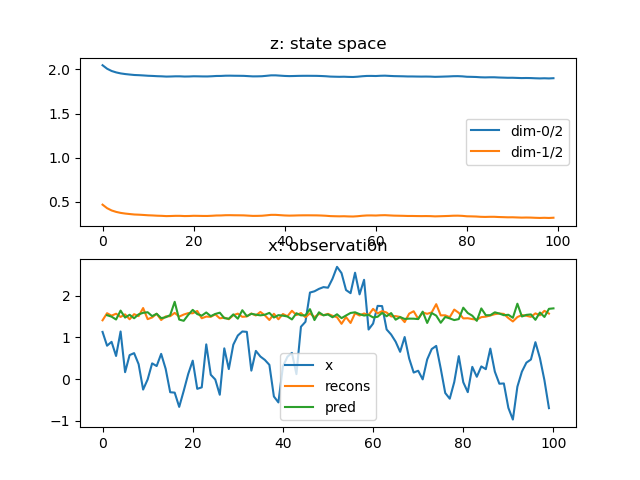 z: state space
2.0
1.5
1.0
0.5
dim-0/2
dim-1/2
0 20 40 60 80 100
x: observation
2
1
0
−1
x
recons
pred
0 20 40 60 80 100